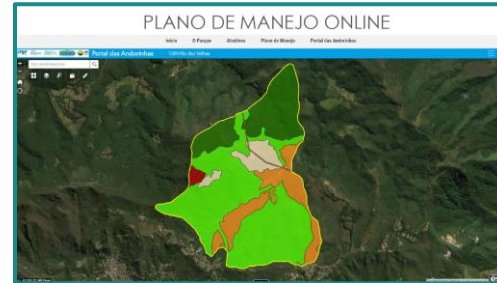 PLANO DE MANEJO ONLINE
Início O Parque Atrativos Plano de Manejo Portal das Andorinhas
Portal das Andorinhas